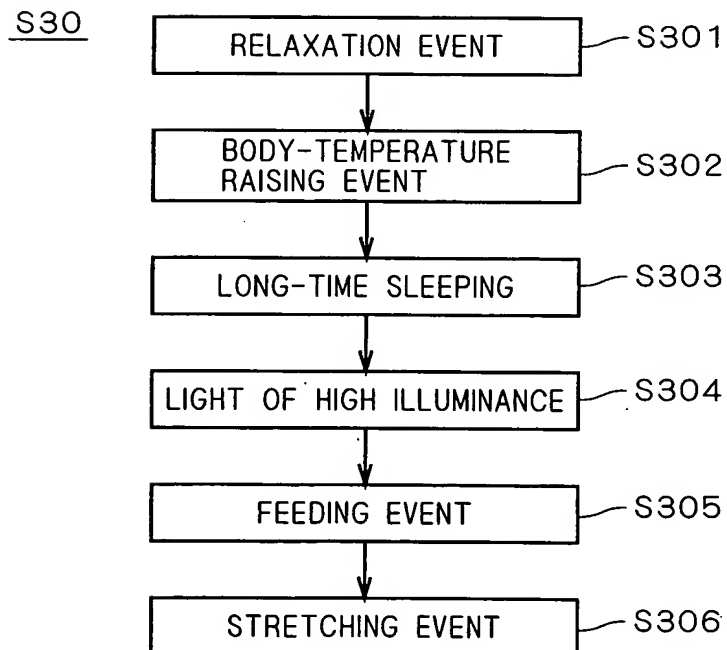 S30
RELAXATION EVENT
S301
BODY-TEMPERATURE
RAISING EVENT
S302
LONG-TIME SLEEPING
S303
LIGHT OF HIGH ILLUMINANCE
S304
FEEDING EVENT
S305
STRETCHING EVENT
S306